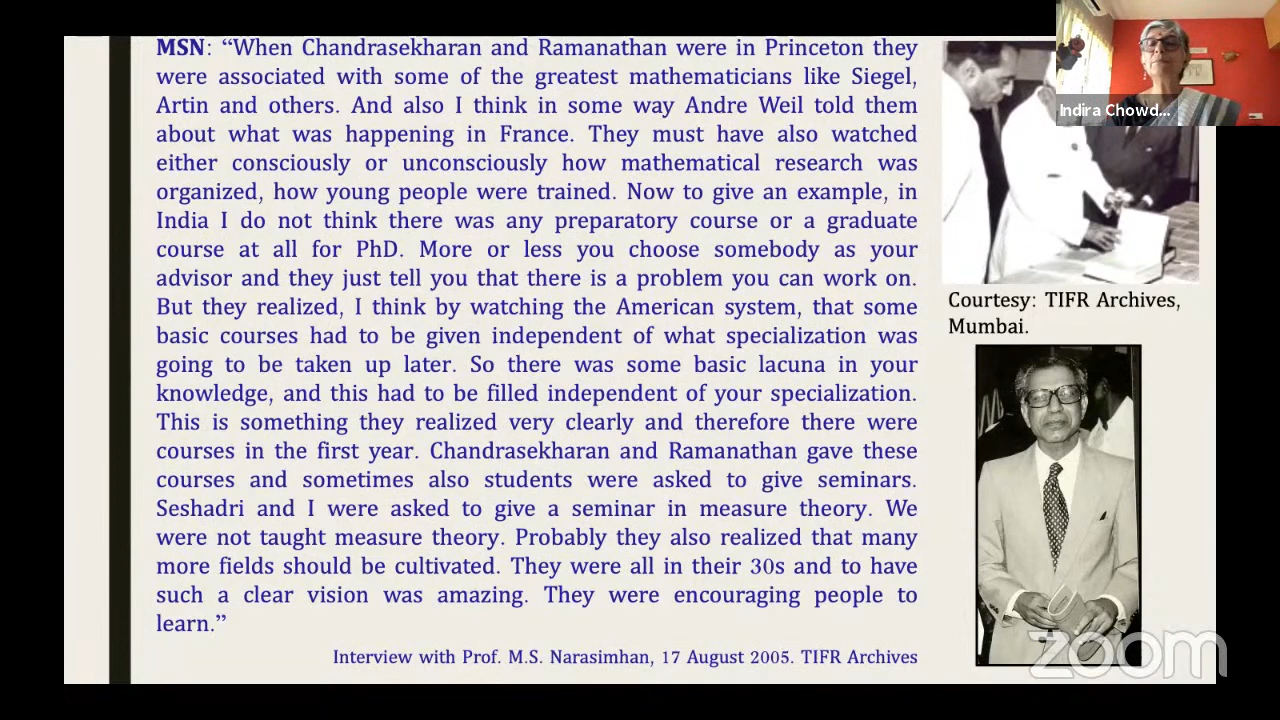 MSN: “When Chandrasekharan and Ramanathan were in Princeton they
were associated with some of the greatest mathematicians like Siegel,
Artin and others. And also I think in some way Andre Weil told them
about what was happening in France. They must have also watched
either consciously or unconsciously how mathematical research was
organized, how young people were trained. Now to give an example, in
India I do not think there was any preparatory course or a graduate
course at all for PhD. More or less you choose somebody as your
advisor and they just tell you that there is a problem you can work on.
But they realized, I think by watching the American system, that some
basic courses had to be given independent of what specialization was
going to be taken up later. So there was some basic lacuna in your
knowledge, and this had to be filled independent of your specialization.
This is something they realized very clearly and therefore there were
courses in the first year. Chandrasekharan and Ramanathan gave these
courses and sometimes also students were asked to give seminars.
Seshadri and I were asked to give a seminar in measure theory. We
were not taught measure theory. Probably they also realized that many
more fields should be cultivated. They were all in their 30s and to have
such a clear vision was amazing. They were encouraging people to
learn.”
Interview with Prof. M.S. Narasimhan, 17 August 2005. TIFR Archives
Indira Chowd...
Courtesy: TIFR Archives,
Mumbai.
zoom